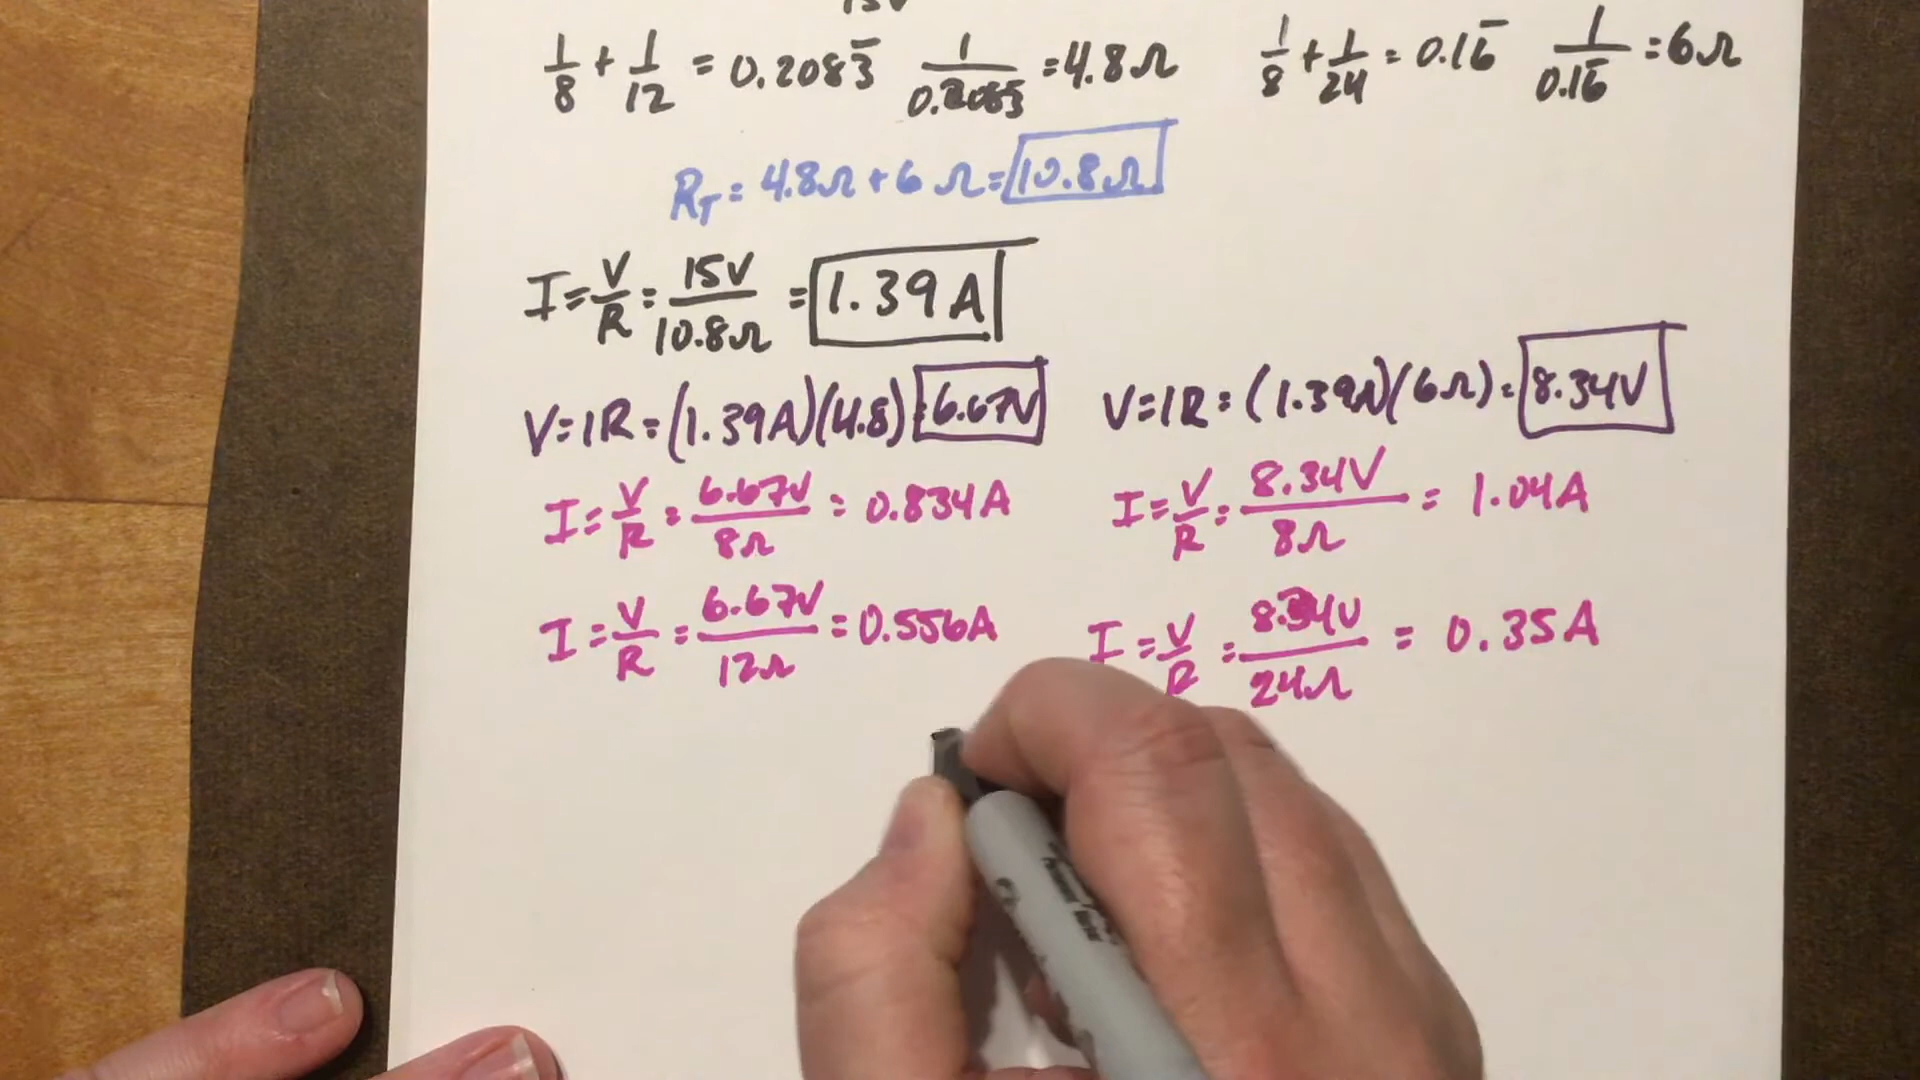 15V
1/8 + 1/12 = 0.2083̅ 1/0.2083̅ = 4.8Ω 1/8 + 1/24 = 0.16̅ 1/0.16̅ = 6Ω
R_T = 4.8Ω + 6Ω = 10.8Ω
I = V/R = 15V/10.8Ω = 1.39A
V = IR = (1.39A)(4.8) = 6.67V V = IR = (1.39A)(6Ω) = 8.34V
I = V/R = 6.67V/8Ω = 0.834A I = V/R = 8.34V/8Ω = 1.04A
I = V/R = 6.67V/12Ω = 0.556A I = V/R = 8.34V/24Ω = 0.35A